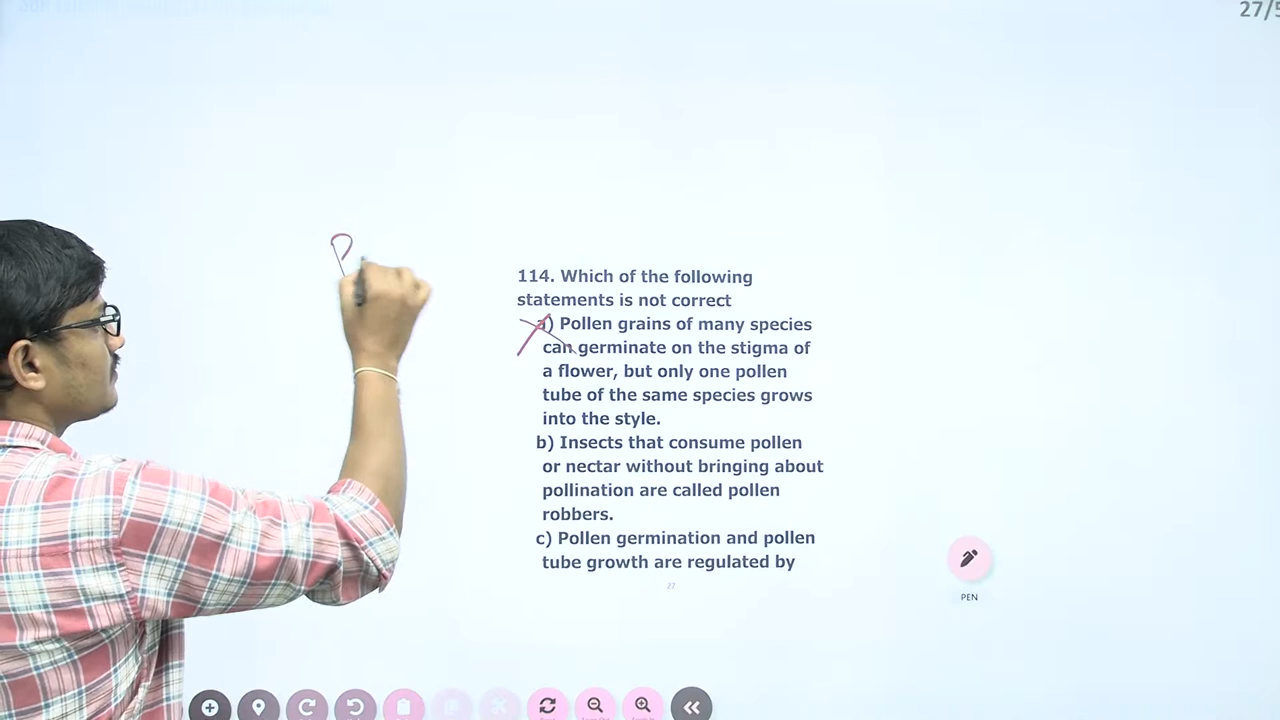 27/5
114. Which of the following
statements is not correct
a) Pollen grains of many species
can germinate on the stigma of
a flower, but only one pollen
tube of the same species grows
into the style.
b) Insects that consume pollen
or nectar without bringing about
pollination are called pollen
robbers.
c) Pollen germination and pollen
tube growth are regulated by
27
PEN